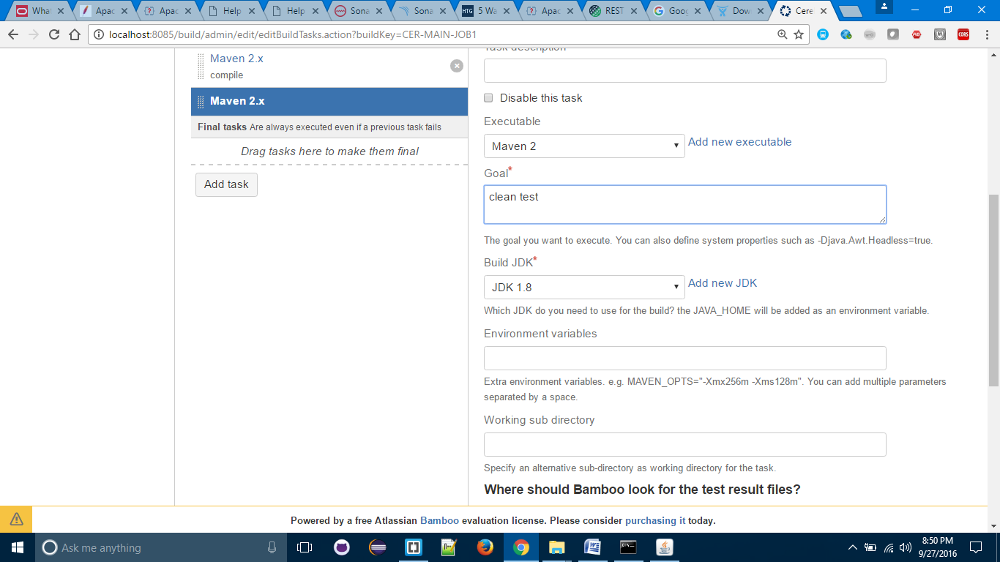 What
Apac
Apac
Help
Help
Sona
Sona
HTG 5 Wa
Apac
REST
Goog
Dow
Cere
localhost:8085/build/admin/edit/editBuildTasks.action?buildKey=CER-MAIN-JOB1
CORS
Maven 2.x
compile
Maven 2.x
Final tasks Are always executed even if a previous task fails
Drag tasks here to make them final
Add task
Task description
Disable this task
Executable
Maven 2 Add new executable
Goal*
clean test
The goal you want to execute. You can also define system properties such as -Djava.Awt.Headless=true.
Build JDK*
JDK 1.8 Add new JDK
Which JDK do you need to use for the build? the JAVA_HOME will be added as an environment variable.
Environment variables
Extra environment variables. e.g. MAVEN_OPTS="-Xmx256m -Xms128m". You can add multiple parameters
separated by a space.
Working sub directory
Specify an alternative sub-directory as working directory for the task.
Where should Bamboo look for the test result files?
Powered by a free Atlassian Bamboo evaluation license. Please consider purchasing it today.
Ask me anything
8:50 PM
9/27/2016